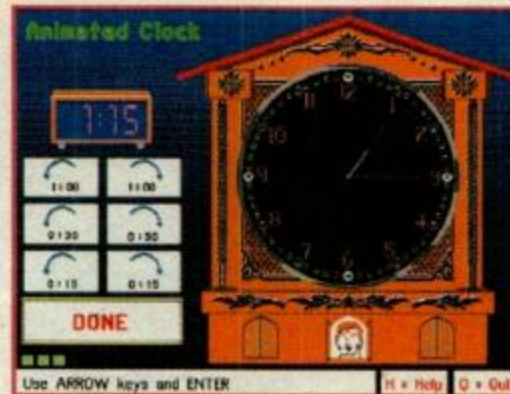 Animated Clock
1:15
1:00 1:00
0:30 0:30
0:15 0:15
DONE
12
11 1
10 2
9 3
8 4
7 5
6
Use ARROW keys and ENTER
H = Help Q = Quit